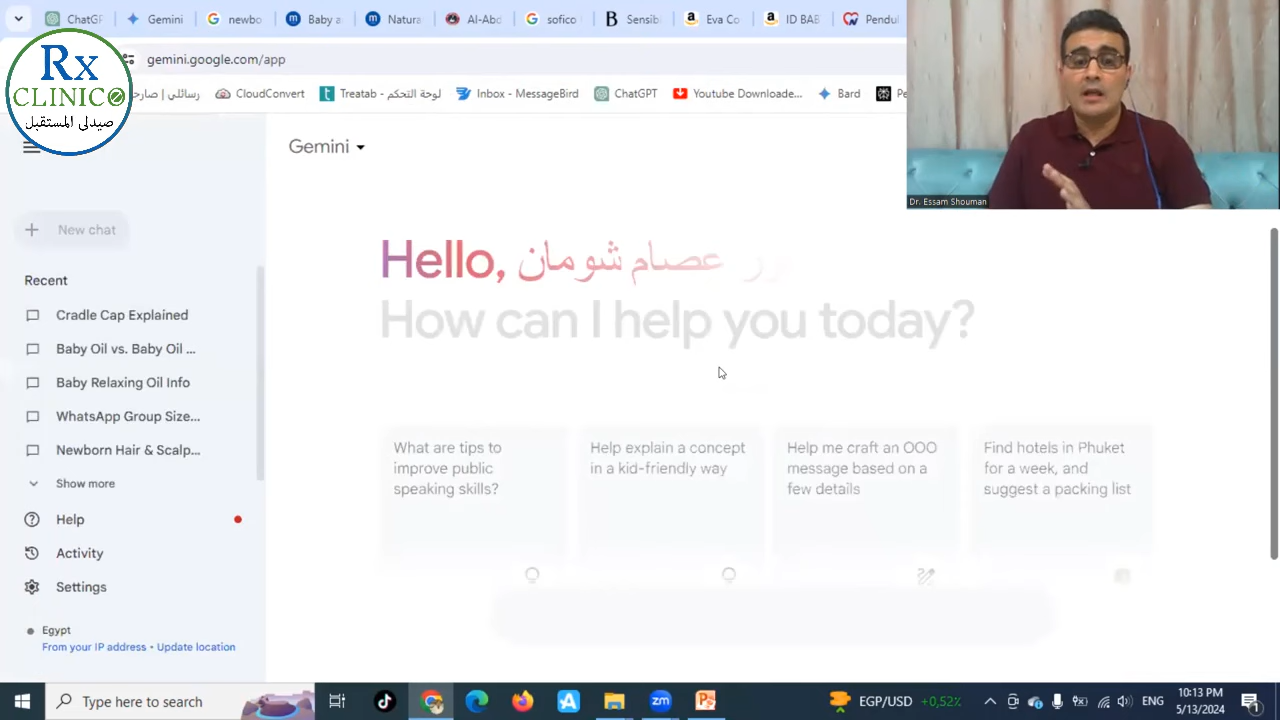 ChatGF
Gemini
newbo
Baby a
Natura
Al-Abd
sofico
Sensib
Eva Co
ID BAB
Pendul
gemini.google.com/app
Rx
CLINICO
صيدلى المستقبل
رسائلي | صارح
CloudConvert
Treatab - لوحة التحكم
Inbox - MessageBird
ChatGPT
Youtube Downloade...
Bard
Pe
Dr. Essam Shouman
Gemini
New chat
Recent
Cradle Cap Explained
Baby Oil vs. Baby Oil ...
Baby Relaxing Oil Info
WhatsApp Group Size...
Newborn Hair & Scalp...
Show more
Help
Activity
Settings
Egypt
From your IP address • Update location
Hello, عصام شومان
How can I help you today?
What are tips to
improve public
speaking skills?
Help explain a concept
in a kid-friendly way
Help me craft an OOO
message based on a
few details
Find hotels in Phuket
for a week, and
suggest a packing list
Type here to search
EGP/USD +0,52%
ENG
10:13 PM
5/13/2024